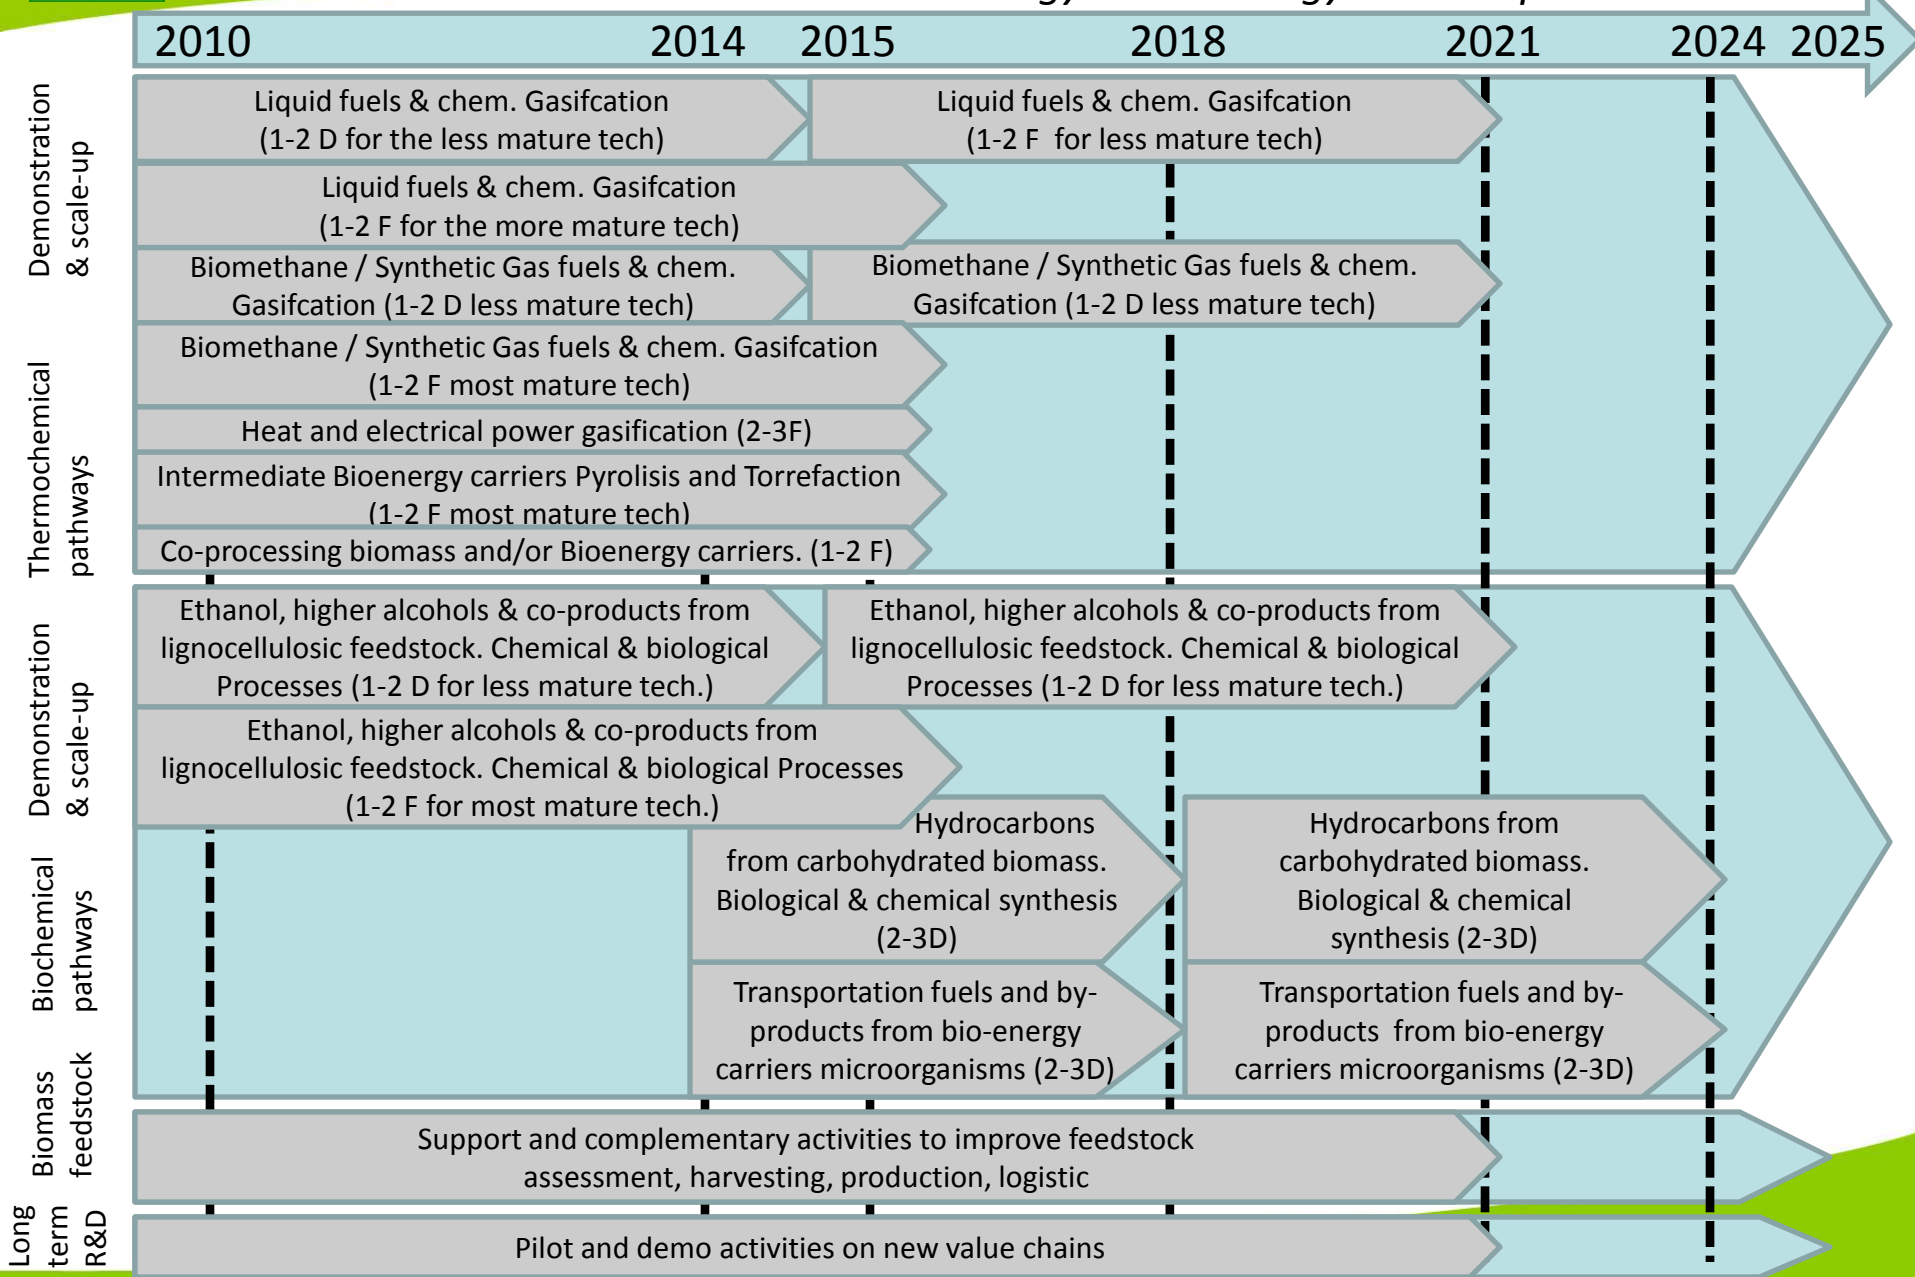 2010 2014 2015 2018 2021 2024 2025
Demonstration
& scale-up
Liquid fuels & chem. Gasifcation
(1-2 D for the less mature tech)
Liquid fuels & chem. Gasifcation
(1-2 F for less mature tech)
Liquid fuels & chem. Gasifcation
(1-2 F for the more mature tech)
Biomethane / Synthetic Gas fuels & chem.
Gasifcation (1-2 D less mature tech)
Biomethane / Synthetic Gas fuels & chem.
Gasifcation (1-2 D less mature tech)
Thermochemical
pathways
Biomethane / Synthetic Gas fuels & chem. Gasifcation
(1-2 F most mature tech)
Heat and electrical power gasification (2-3F)
Intermediate Bioenergy carriers Pyrolisis and Torrefaction
(1-2 F most mature tech)
Co-processing biomass and/or Bioenergy carriers. (1-2 F)
Demonstration
& scale-up
Ethanol, higher alcohols & co-products from
lignocellulosic feedstock. Chemical & biological
Processes (1-2 D for less mature tech.)
Ethanol, higher alcohols & co-products from
lignocellulosic feedstock. Chemical & biological
Processes (1-2 D for less mature tech.)
Ethanol, higher alcohols & co-products from
lignocellulosic feedstock. Chemical & biological Processes
(1-2 F for most mature tech.)
Biochemical
pathways
Hydrocarbons
from carbohydrated biomass.
Biological & chemical synthesis
(2-3D)
Hydrocarbons from
carbohydrated biomass.
Biological & chemical
synthesis (2-3D)
Transportation fuels and by-
products from bio-energy
carriers microorganisms (2-3D)
Transportation fuels and by-
products from bio-energy
carriers microorganisms (2-3D)
Biomass
feedstock
Support and complementary activities to improve feedstock
assessment, harvesting, production, logistic
Long
term
R&D
Pilot and demo activities on new value chains